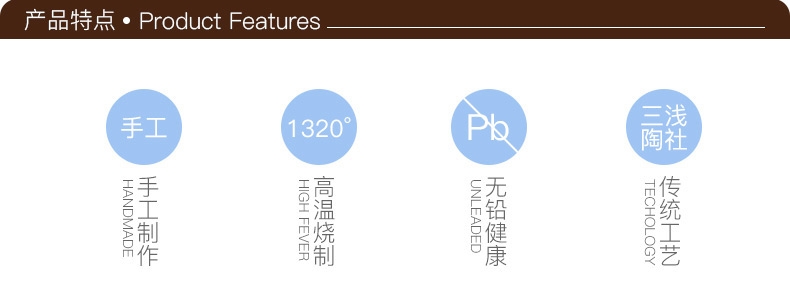 产品特点 • Product Features
手工
手工制作
HANDMADE
1320°
高温烧制
HIGH FEVER
Pb
无铅健康
UNLEADED
三浅
陶社
传统工艺
TECHOLOGY